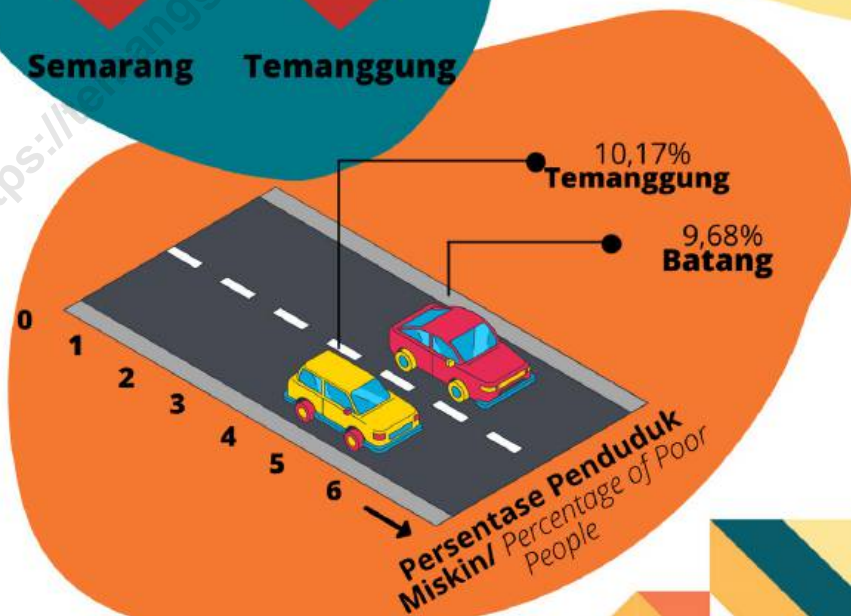 Semarang
Temanggung
10,17%
Temanggung
9,68%
Batang
0
1
2
3
4
5
6
Persentase Penduduk
Miskin/ Percentage of Poor
People